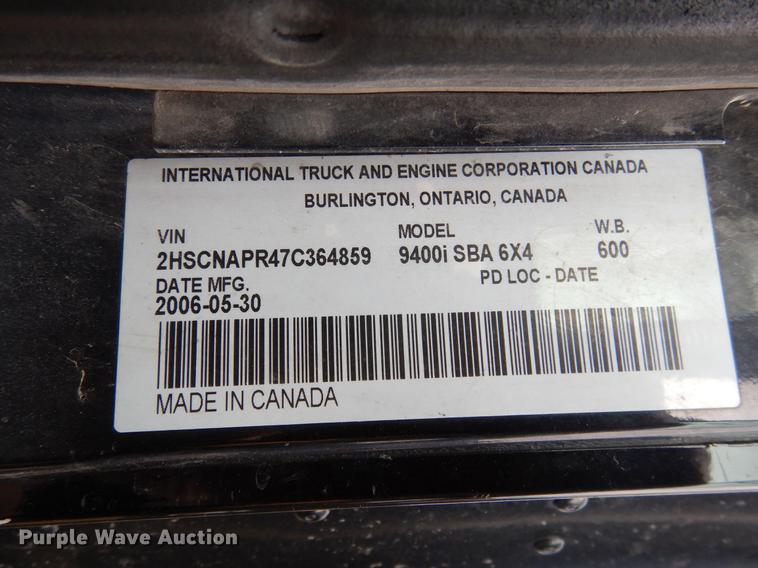 INTERNATIONAL TRUCK AND ENGINE CORPORATION CANADA
BURLINGTON, ONTARIO, CANADA
VIN MODEL W.B.
2HSCNAPR47C364859 9400i SBA 6X4 600
DATE MFG. PD LOC - DATE
2006-05-30
MADE IN CANADA
Purple Wave Auction